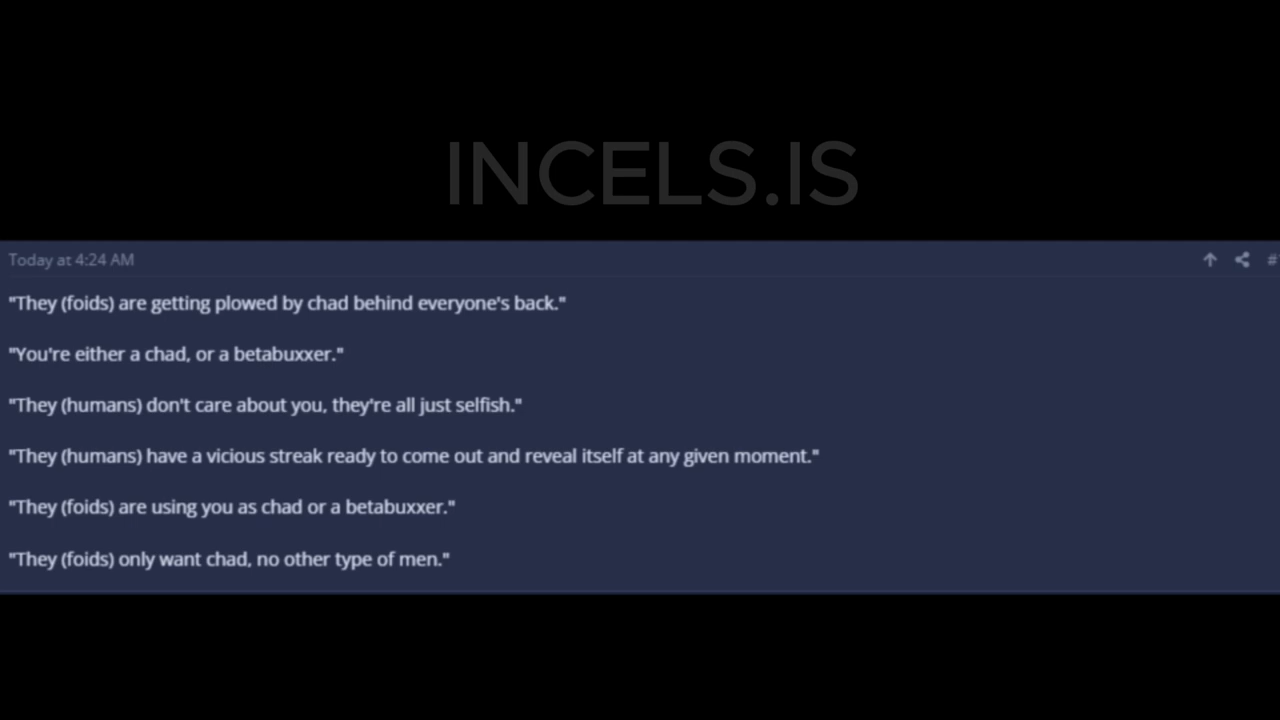 INCELS.IS
Today at 4:24 AM
#
"They (foids) are getting plowed by chad behind everyone's back."
"You're either a chad, or a betabuxxer."
"They (humans) don't care about you, they're all just selfish."
"They (humans) have a vicious streak ready to come out and reveal itself at any given moment."
"They (foids) are using you as chad or a betabuxxer."
"They (foids) only want chad, no other type of men."